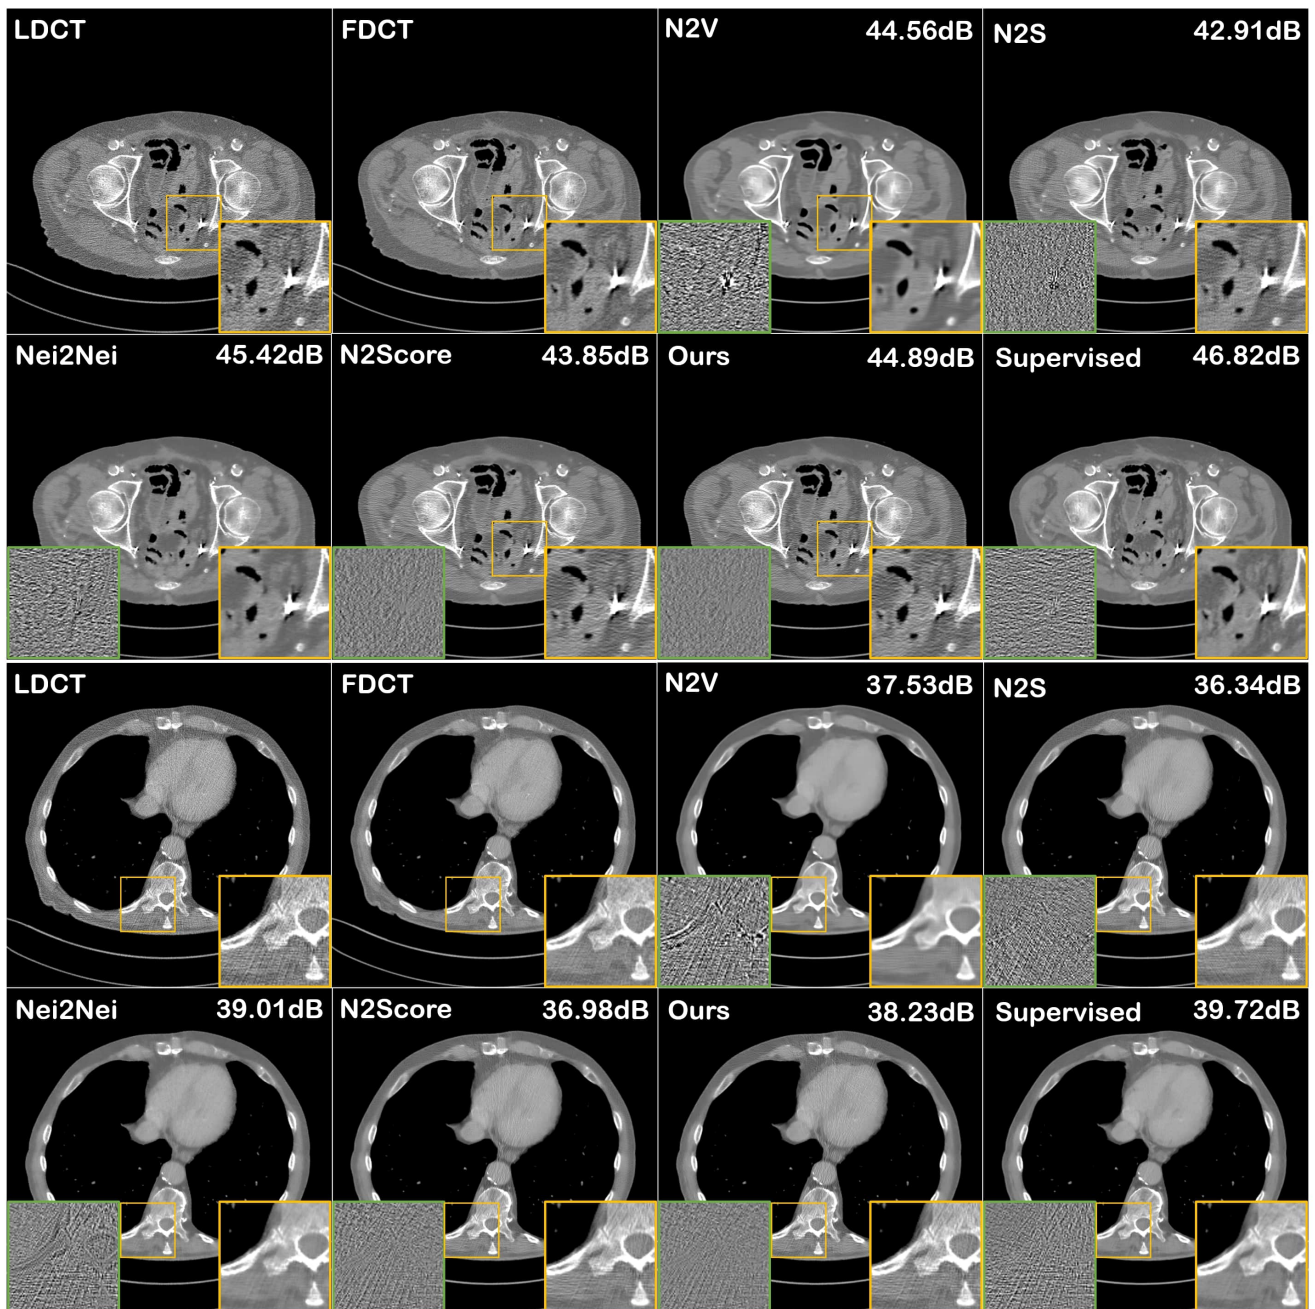 LDCT
FDCT
N2V 44.56dB
N2S 42.91dB
Nei2Nei 45.42dB
N2Score 43.85dB
Ours 44.89dB
Supervised 46.82dB
LDCT
FDCT
N2V 37.53dB
N2S 36.34dB
Nei2Nei 39.01dB
N2Score 36.98dB
Ours 38.23dB
Supervised 39.72dB